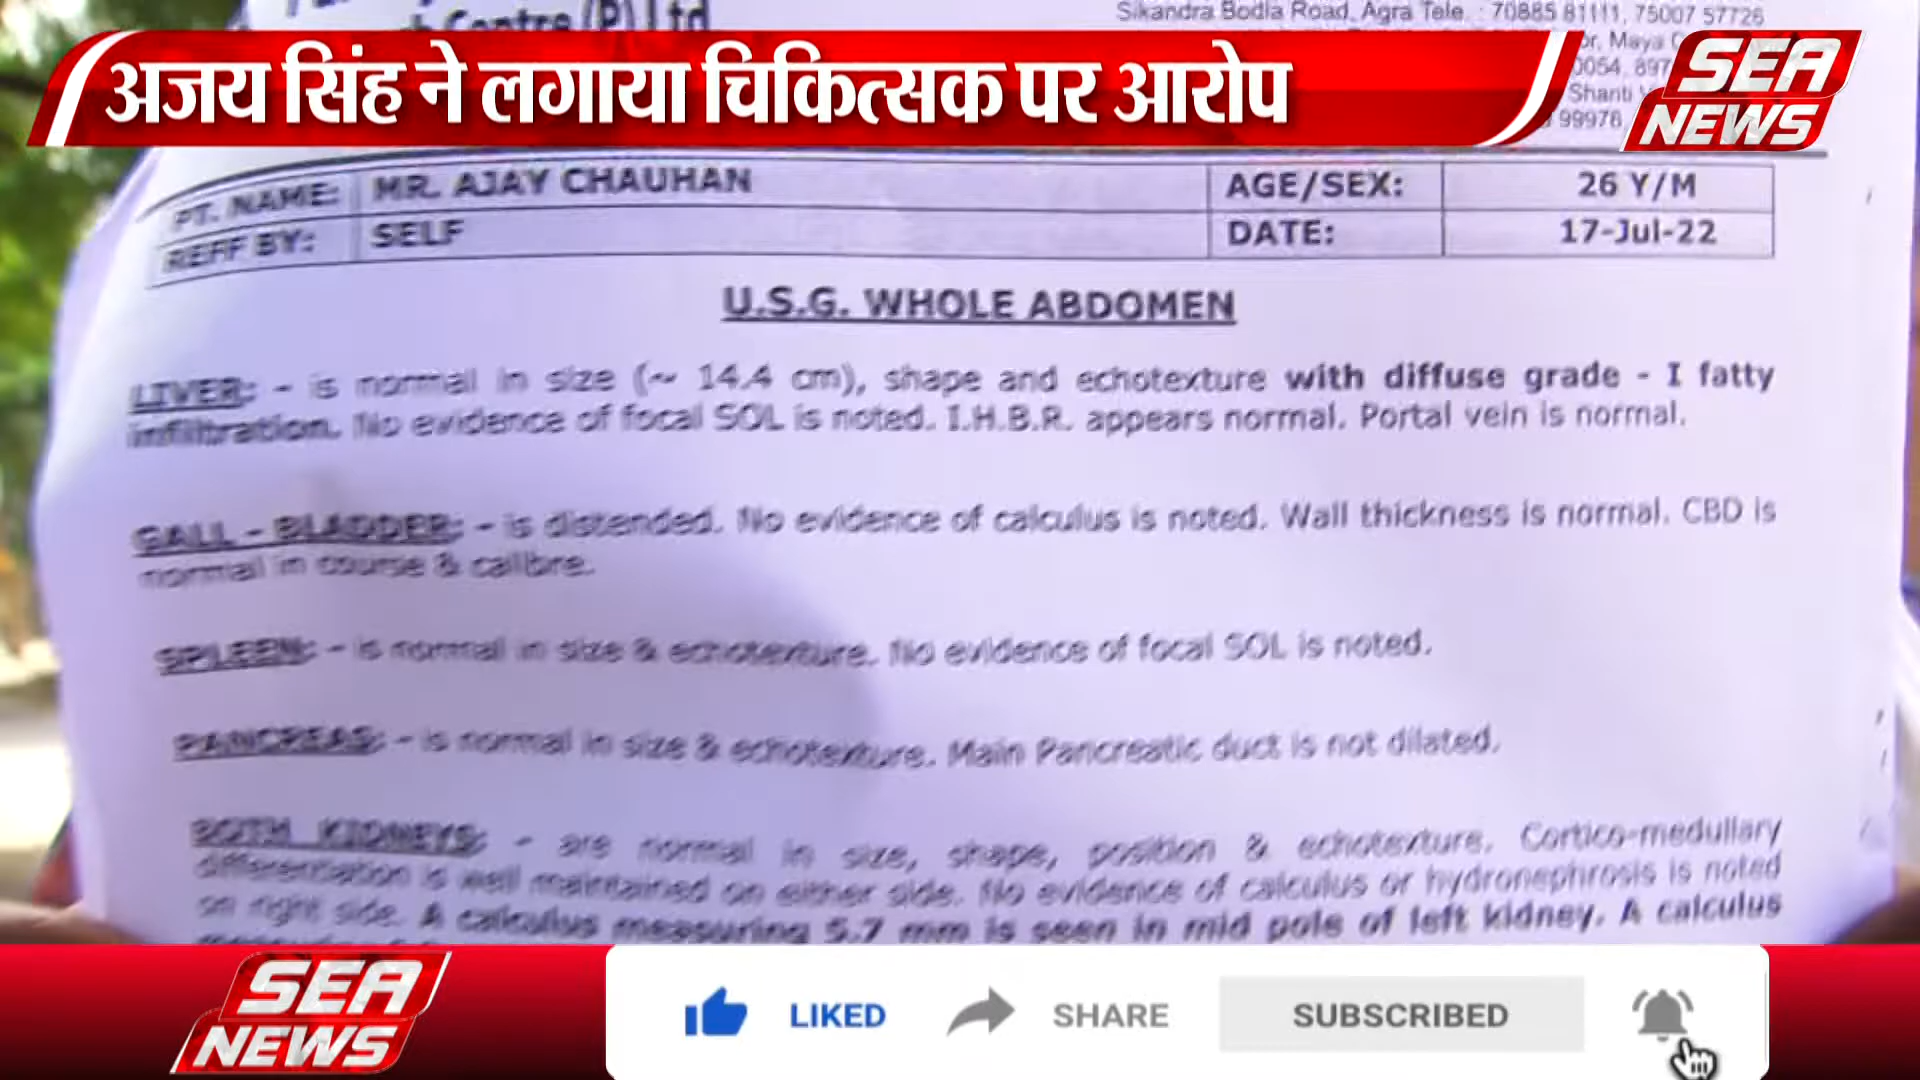 Centre (P) Ltd
Sikandra Bodla Road, Agra Tele. : 70885 81111, 75007 57726
अजय सिंह ने लगाया चिकित्सक पर आरोप
SEA
NEWS
Maya
0054, 897
Shanti
99978
PT. NAME: MR. AJAY CHAUHAN AGE/SEX: 26 Y/M
REFF BY: SELF DATE: 17-Jul-22
U.S.G. WHOLE ABDOMEN
LIVER: - is normal in size (~ 14.4 cm), shape and echotexture with diffuse grade - I fatty
infiltration. No evidence of focal SOL is noted. I.H.B.R. appears normal. Portal vein is normal.
GALL - BLADDER: - is distended. No evidence of calculus is noted. Wall thickness is normal. CBD is
normal in course & calibre.
SPLEEN: - is normal in size & echotexture. No evidence of focal SOL is noted.
PANCREAS: - is normal in size & echotexture. Main Pancreatic duct is not dilated.
BOTH KIDNEYS: - are normal in size, shape, position & echotexture. Cortico-medullary
differentiation is well maintained on either side. No evidence of calculus or hydronephrosis is noted
on right side. A calculus measuring 5.7 mm is seen in mid pole of left kidney. A calculus
SEA
NEWS
LIKED SHARE SUBSCRIBED